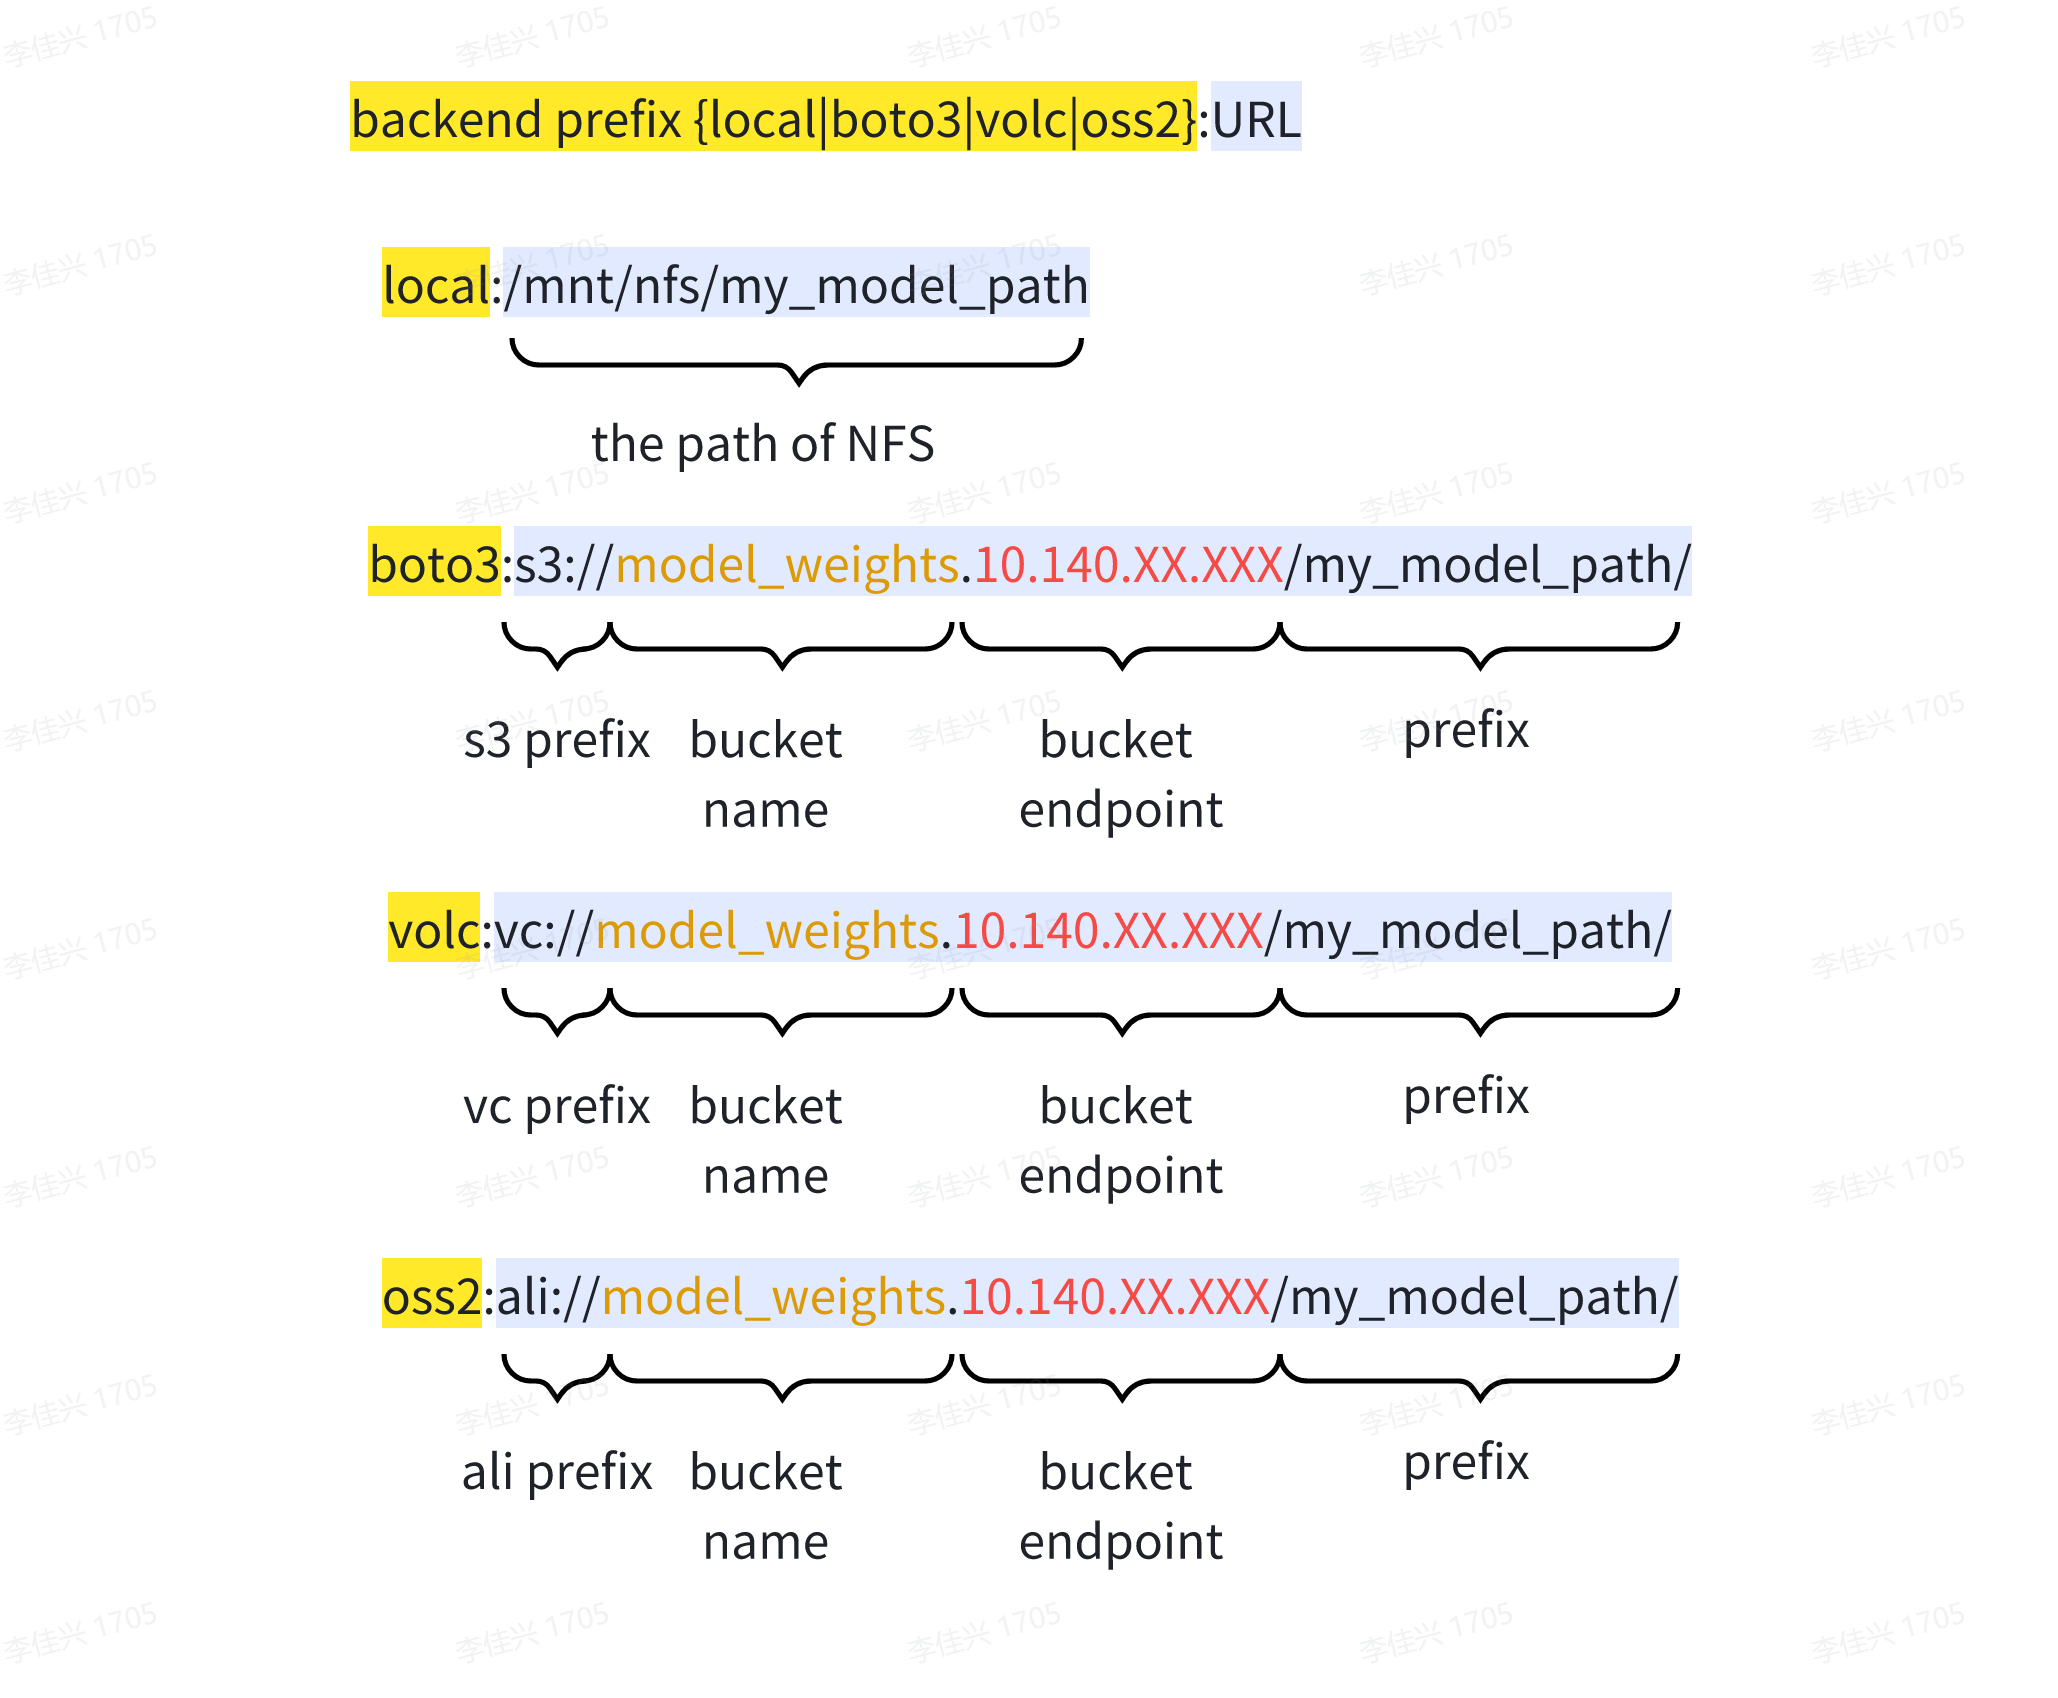 backend prefix {local|boto3|volc|oss2}:URL
local:/mnt/nfs/my_model_path
the path of NFS
boto3:s3://model_weights.10.140.XX.XXX/my_model_path/
s3 prefix bucket name bucket endpoint prefix
volc:vc://model_weights.10.140.XX.XXX/my_model_path/
vc prefix bucket name bucket endpoint prefix
oss2:ali://model_weights.10.140.XX.XXX/my_model_path/
ali prefix bucket name bucket endpoint prefix
李佳兴 1705